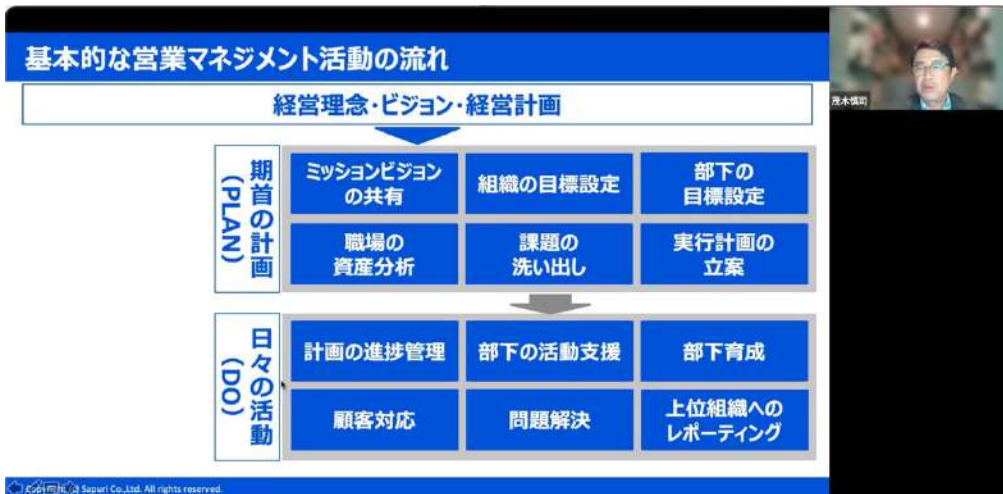 基本的な営業マネジメント活動の流れ
経営理念・ビジョン・経営計画
茂木慎司
期首の計画
(PLAN)
ミッションビジョン
の共有
組織の目標設定
部下の
目標設定
職場の
資産分析
課題の
洗い出し
実行計画の
立案
日々の活動
(DO)
計画の進捗管理
部下の活動支援
部下育成
顧客対応
問題解決
上位組織への
レポーティング
Sapuri Co.,Ltd. All rights reserved.